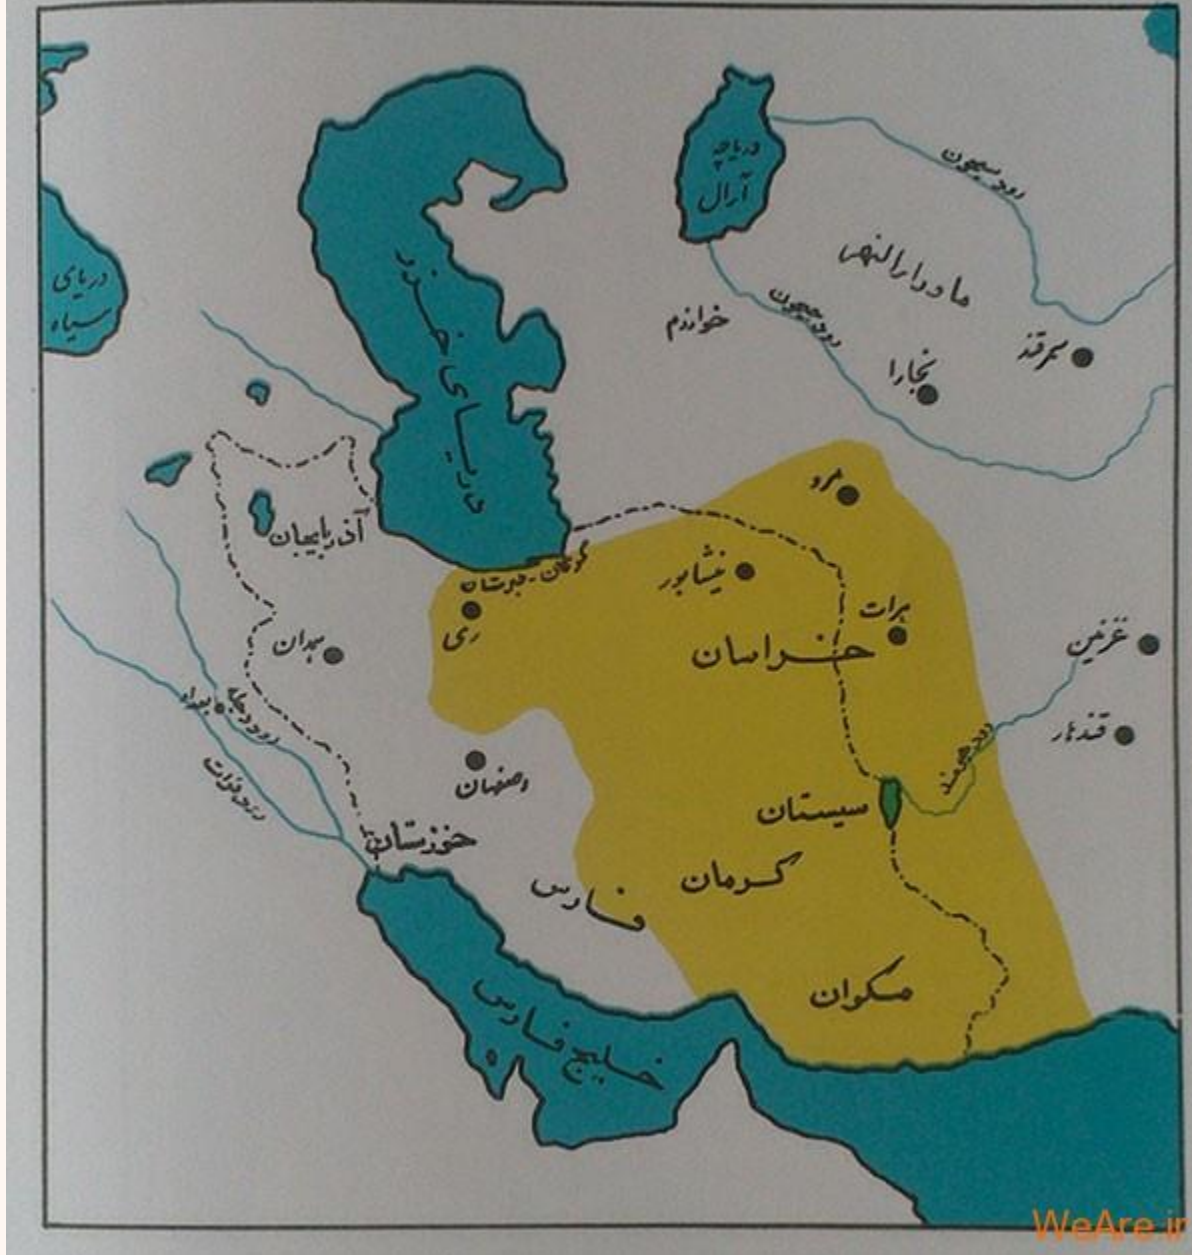 دریاچه
آرال
رود سیحون
ماوراءالنهر
دریای
سیاه
دریای خزر
خوارزم
رود جیحون
سمرقند
بخارا
مرو
آذربایجان
گرگان - طبرستان
نیشابور
ری
هرات
خراسان
همدان
غزنین
رود دجله
بغداد
قندهار
رود هیرمند
اصفهان
رود فرات
سیستان
خوزستان
کرمان
فارس
مکران
خلیج فارس
WeAre.ir